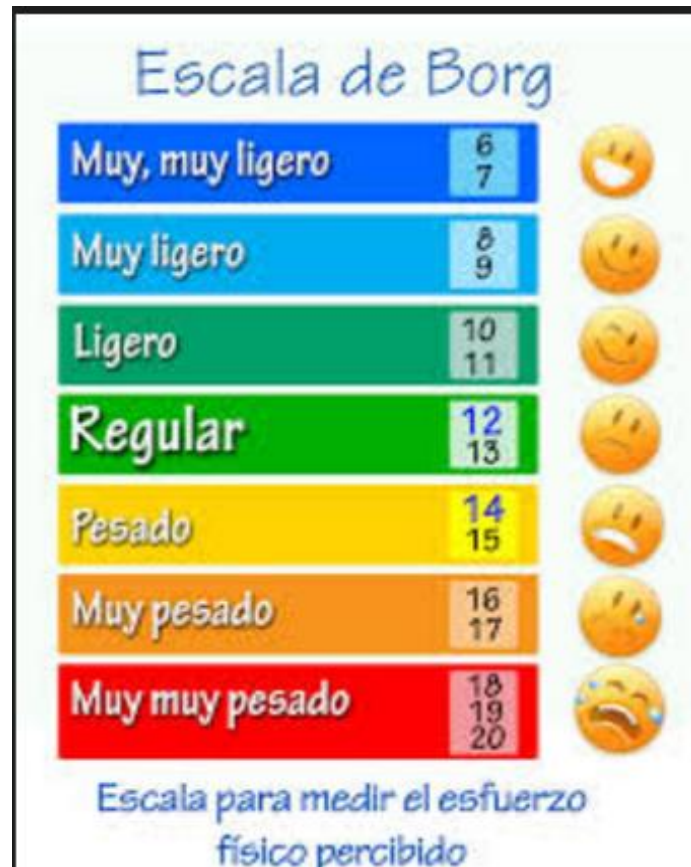 Escala de Borg
Muy, muy ligero
6
7
Muy ligero
8
9
Ligero
10
11
Regular
12
13
Pesado
14
15
Muy pesado
16
17
Muy muy pesado
18
19
20
Escala para medir el esfuerzo
físico percibido